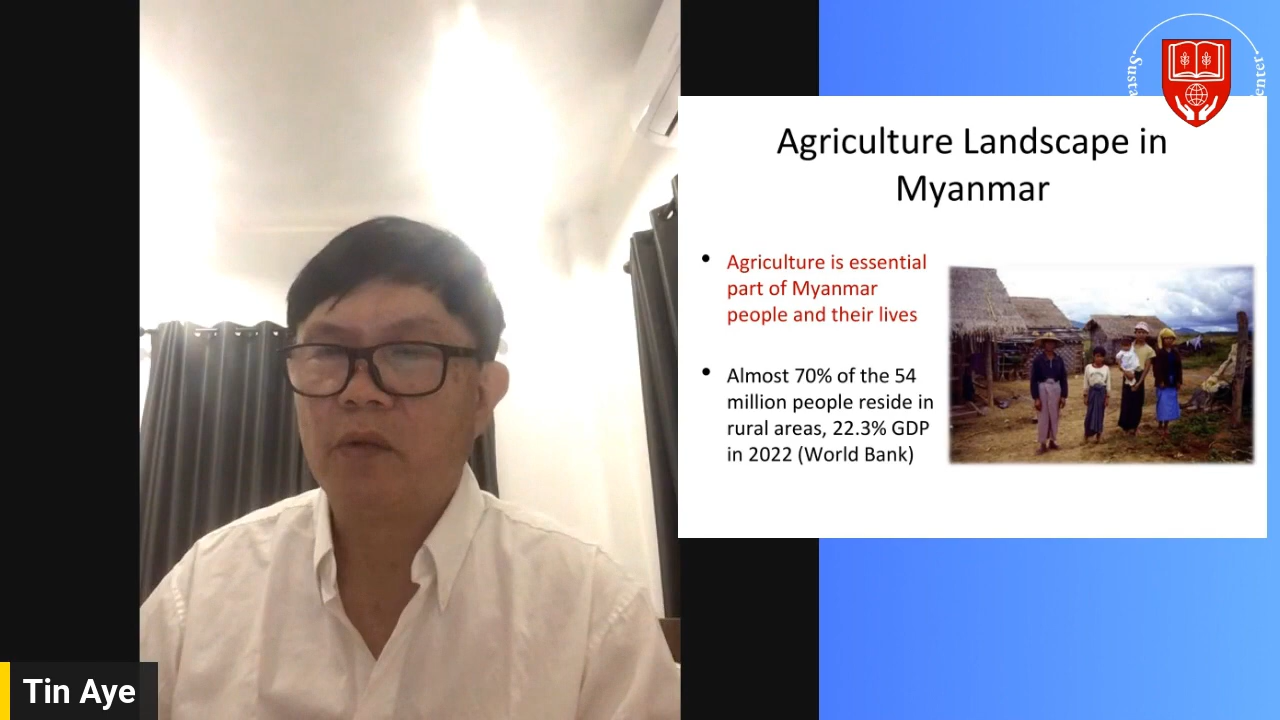 Agriculture Landscape in
Myanmar
• Agriculture is essential
part of Myanmar
people and their lives
• Almost 70% of the 54
million people reside in
rural areas, 22.3% GDP
in 2022 (World Bank)
Tin Aye